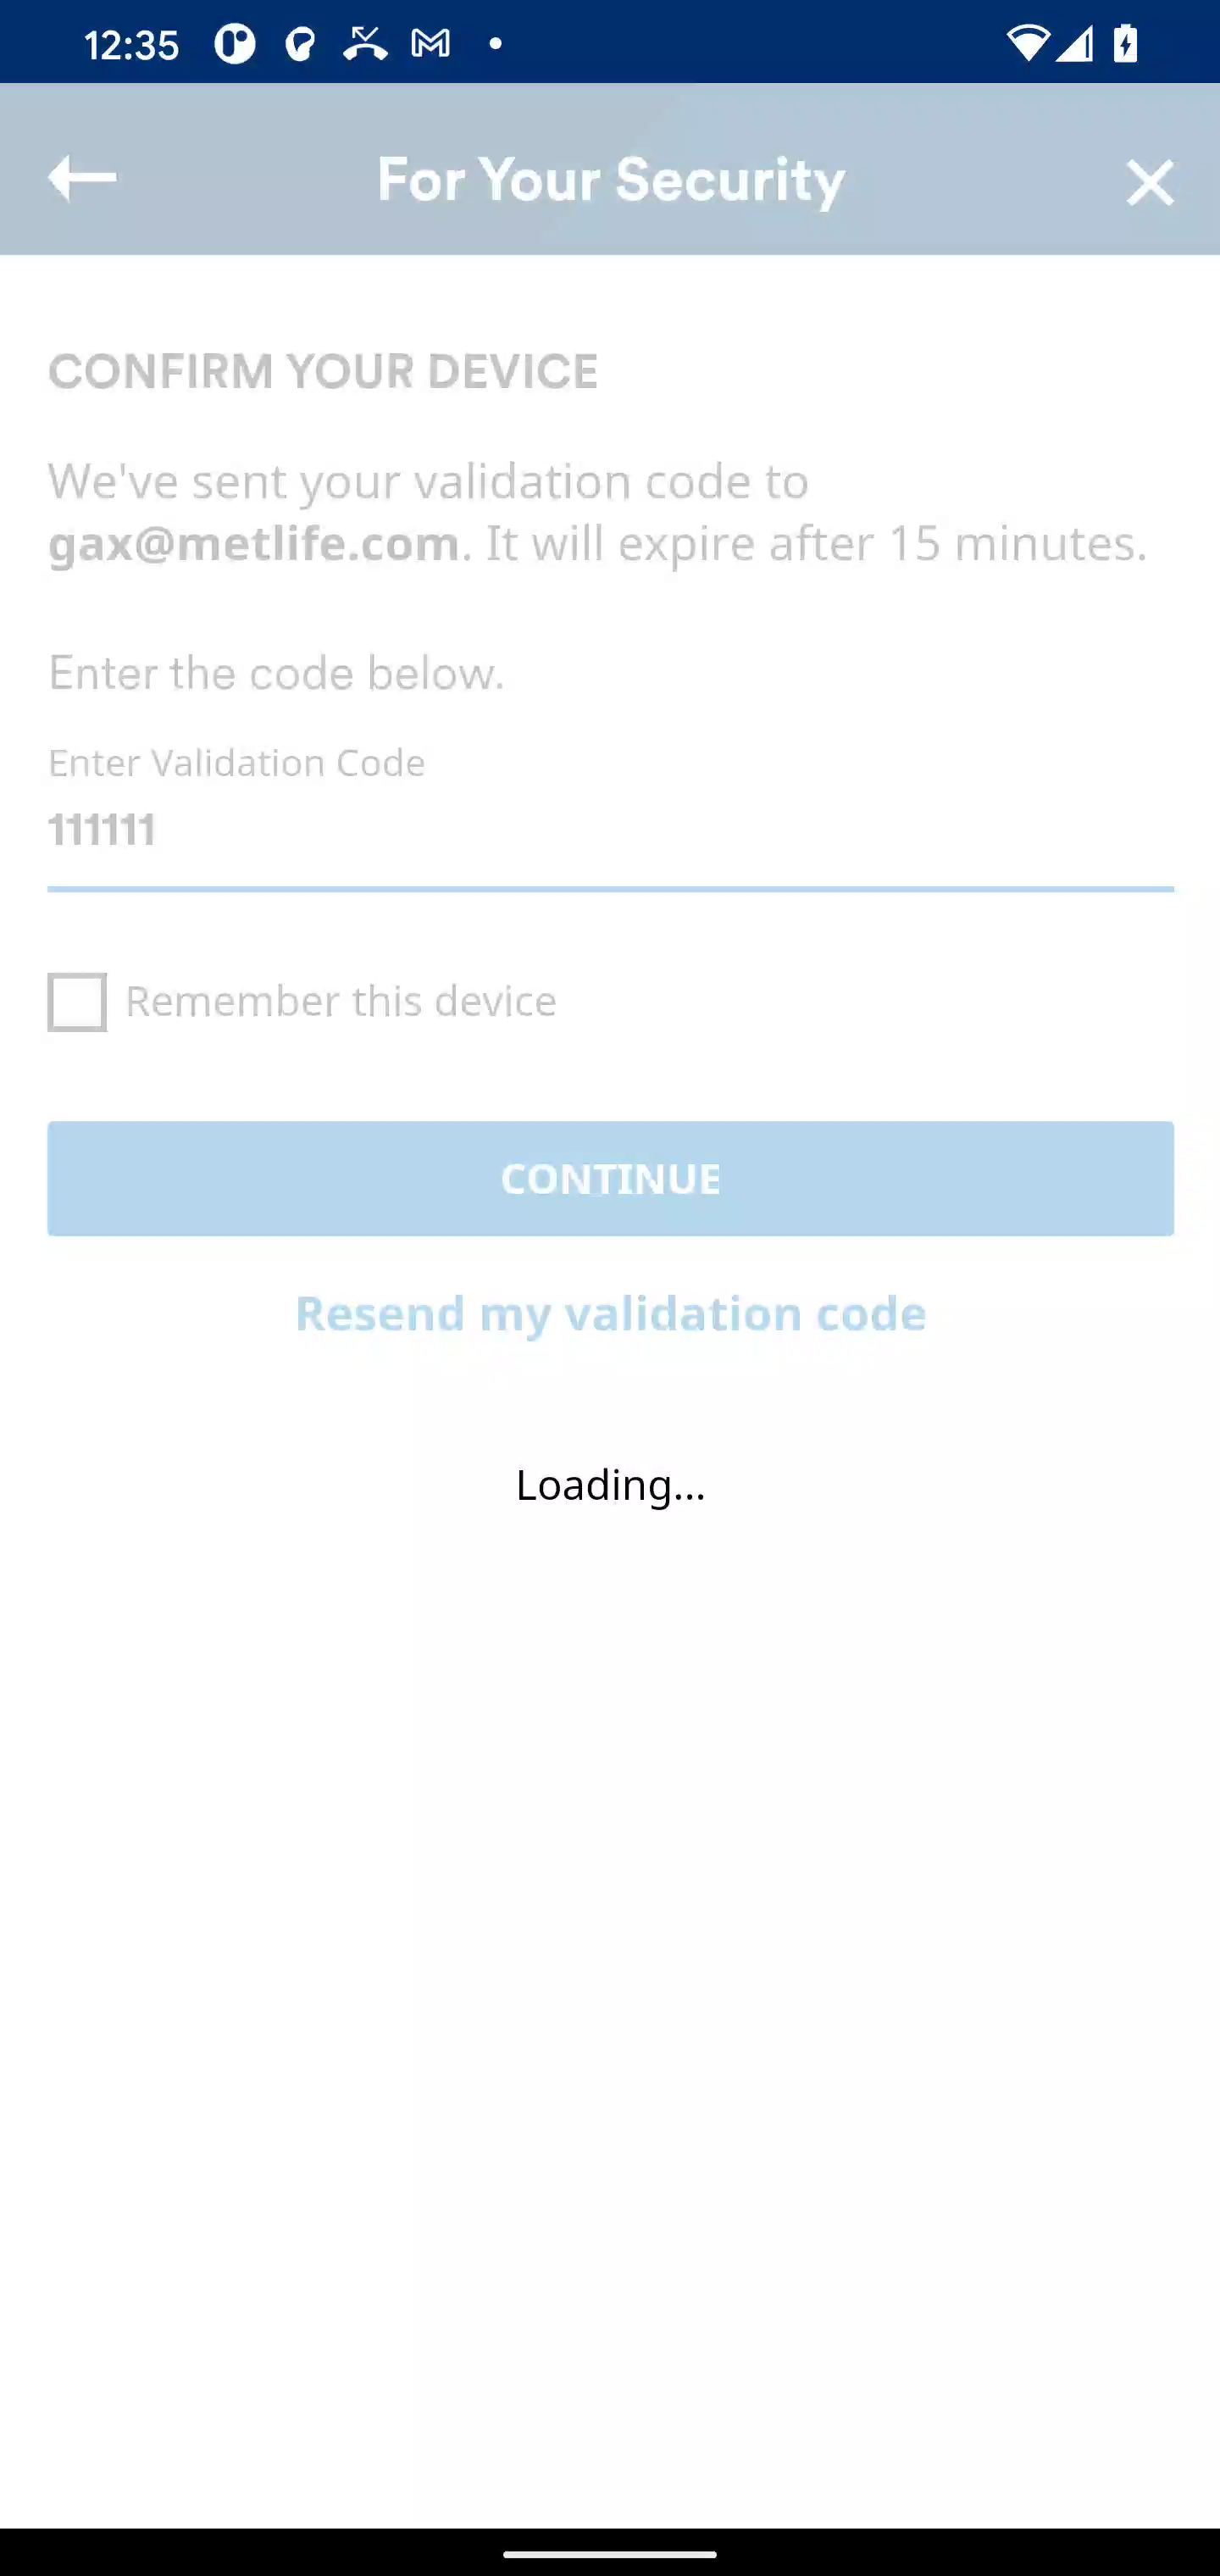 12:35
For Your Security
CONFIRM YOUR DEVICE
We've sent your validation code to
gax@metlife.com. It will expire after 15 minutes.
Enter the code below.
Enter Validation Code
111111
Remember this device
CONTINUE
Resend my validation code
Loading...